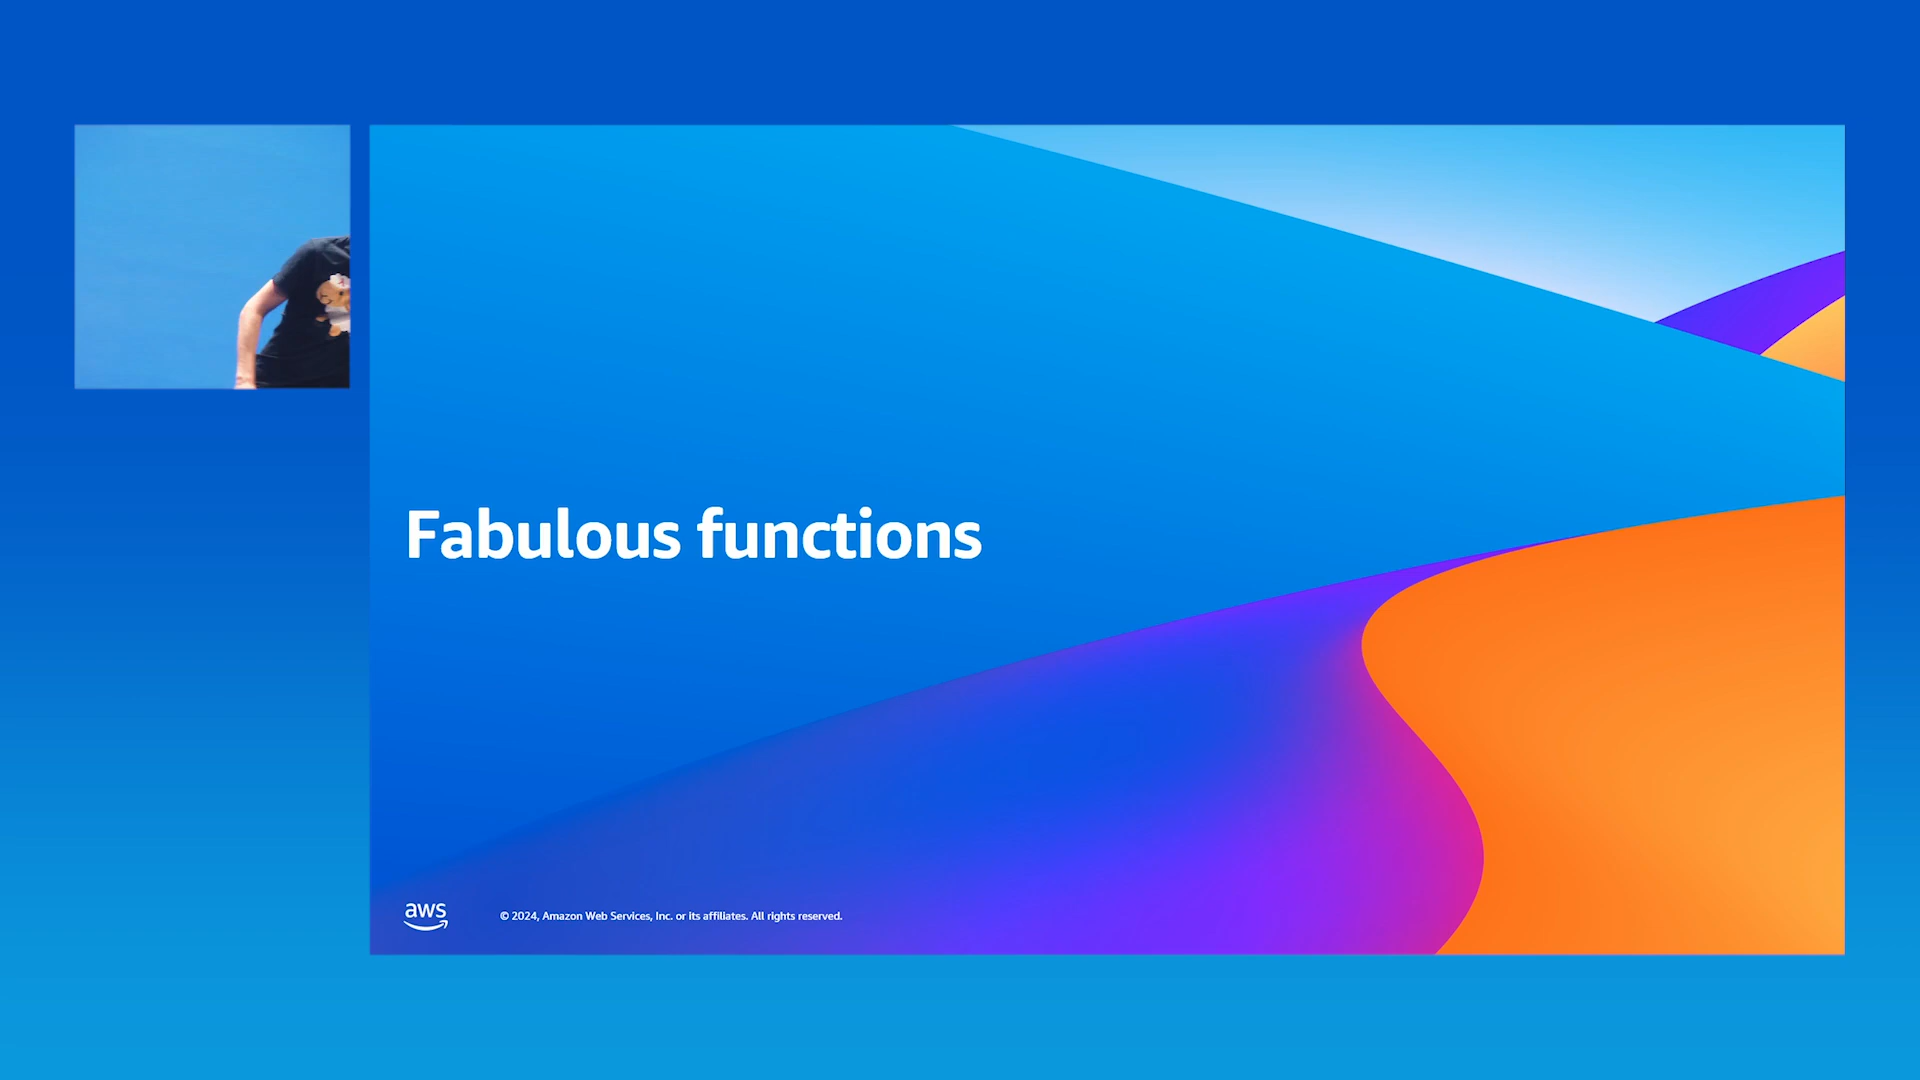 Fabulous functions
aws
© 2024, Amazon Web Services, Inc. or its affiliates. All rights reserved.